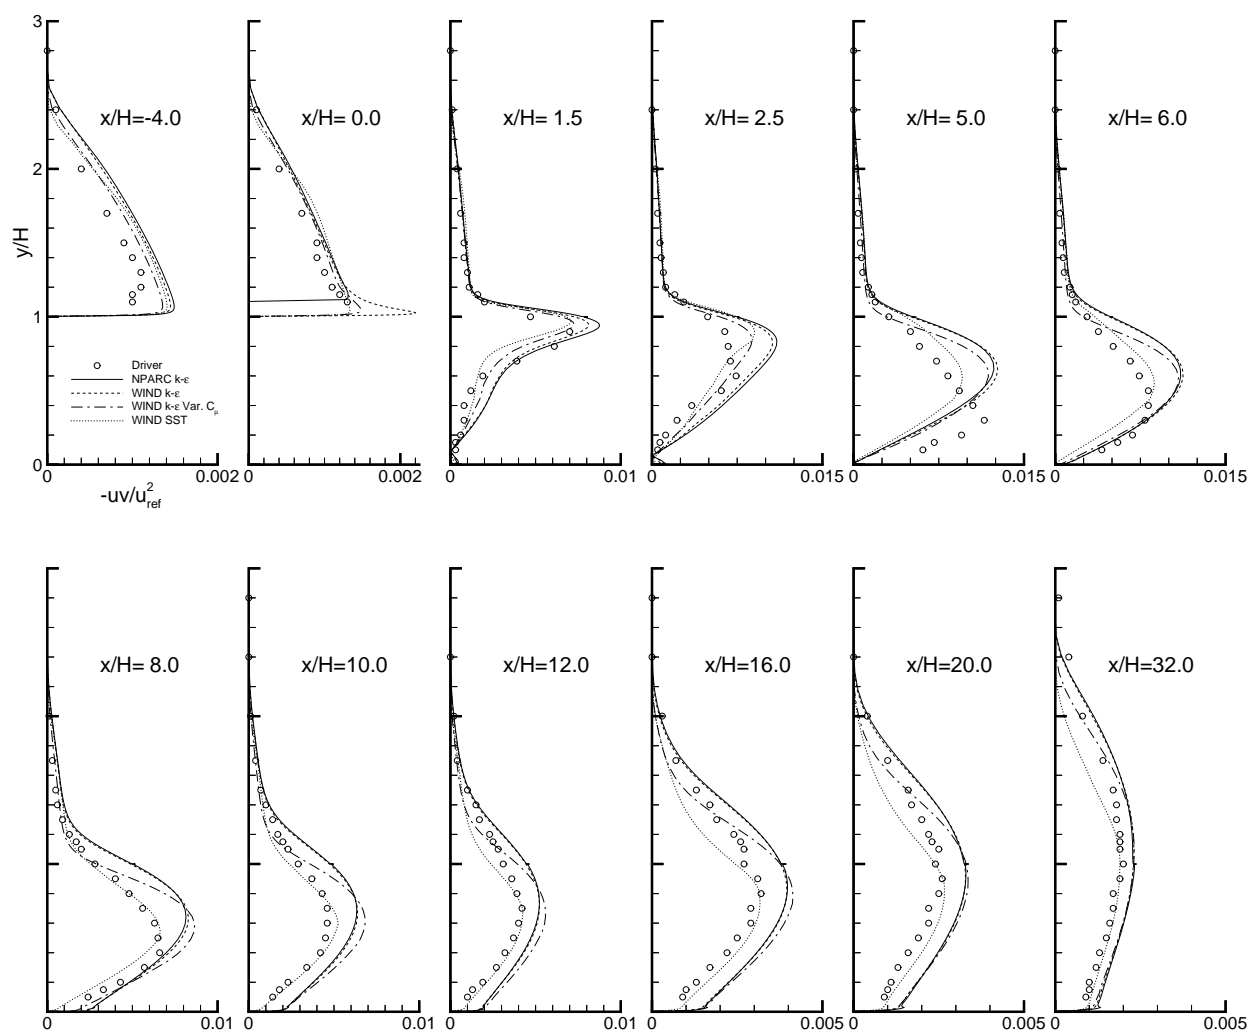 3
x/H=-4.0
x/H= 0.0
x/H= 1.5
x/H= 2.5
x/H= 5.0
x/H= 6.0
2
y/H
1
Driver
NPARC k-ε
WIND k-ε
WIND k-ε Var. Cμ
WIND SST
0
0.002 0 0.002 0 0.01 0 0.015 0 0.015 0 0.015
-uv/u²ref
x/H= 8.0
x/H=10.0
x/H=12.0
x/H=16.0
x/H=20.0
x/H=32.0
0 0.01 0 0.01 0 0.01 0 0.005 0 0.005 0 0.005